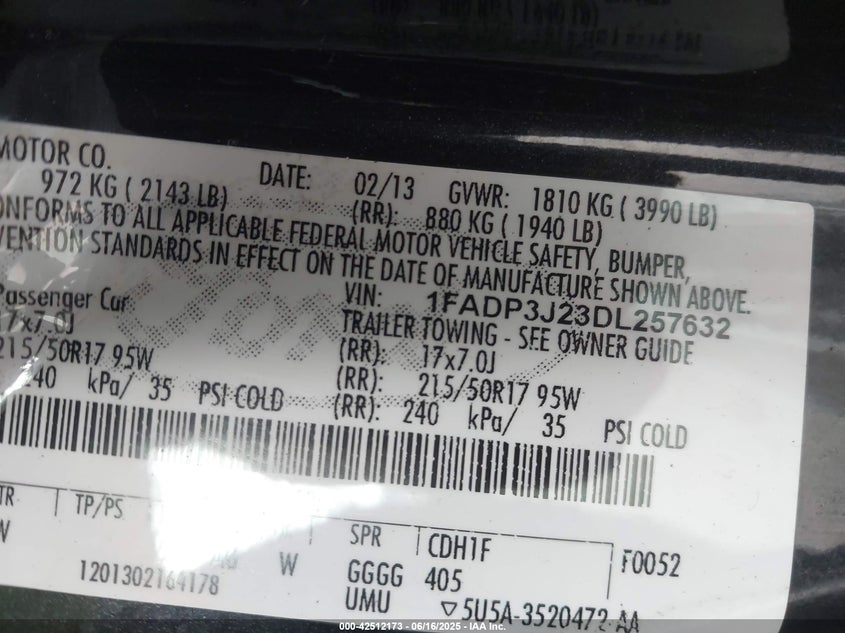 MOTOR CO. DATE: 02/13 GVWR: 1810 KG ( 3990 LB)
972 KG ( 2143 LB) (RR): 880 KG ( 1940 LB)
ONFORMS TO ALL APPLICABLE FEDERAL MOTOR VEHICLE SAFETY, BUMPER,
VENTION STANDARDS IN EFFECT ON THE DATE OF MANUFACTURE SHOWN ABOVE.
VIN: 1FADP3J23DL257632
Passenger Car TRAILER TOWING - SEE OWNER GUIDE
17x7.0J (RR): 17x7.0J
215/50R17 95W (RR): 215/50R17 95W
240 kPa/ 35 PSI COLD (RR): 240 kPa/ 35 PSI COLD
TR TP/PS SPR CDH1F F0052
W W GGGG 405
1201302164178 UMU ▽5U5A-3520472-AA
000-42512173 - 06/16/2025 - IAA Inc.